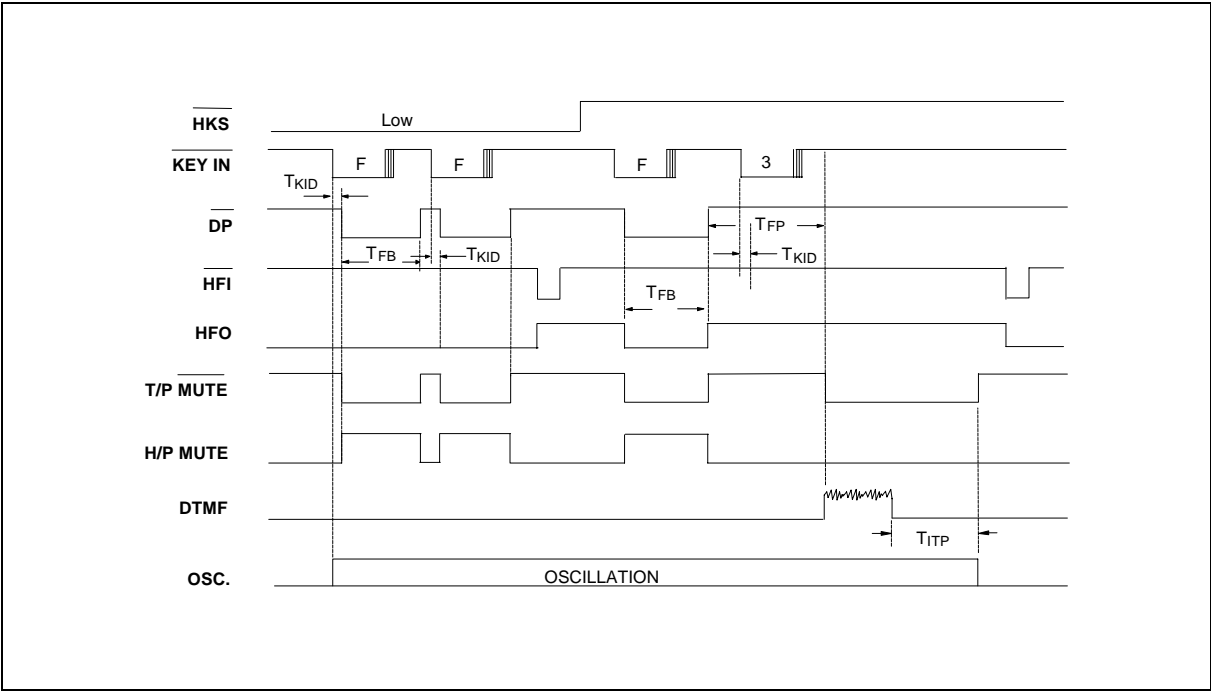 HKS
Low
KEY IN
F
F
F
3
TKID
DP
TFP
TFB
TKID
TKID
HFI
TFB
HFO
T/P MUTE
H/P MUTE
DTMF
TITP
OSC.
OSCILLATION